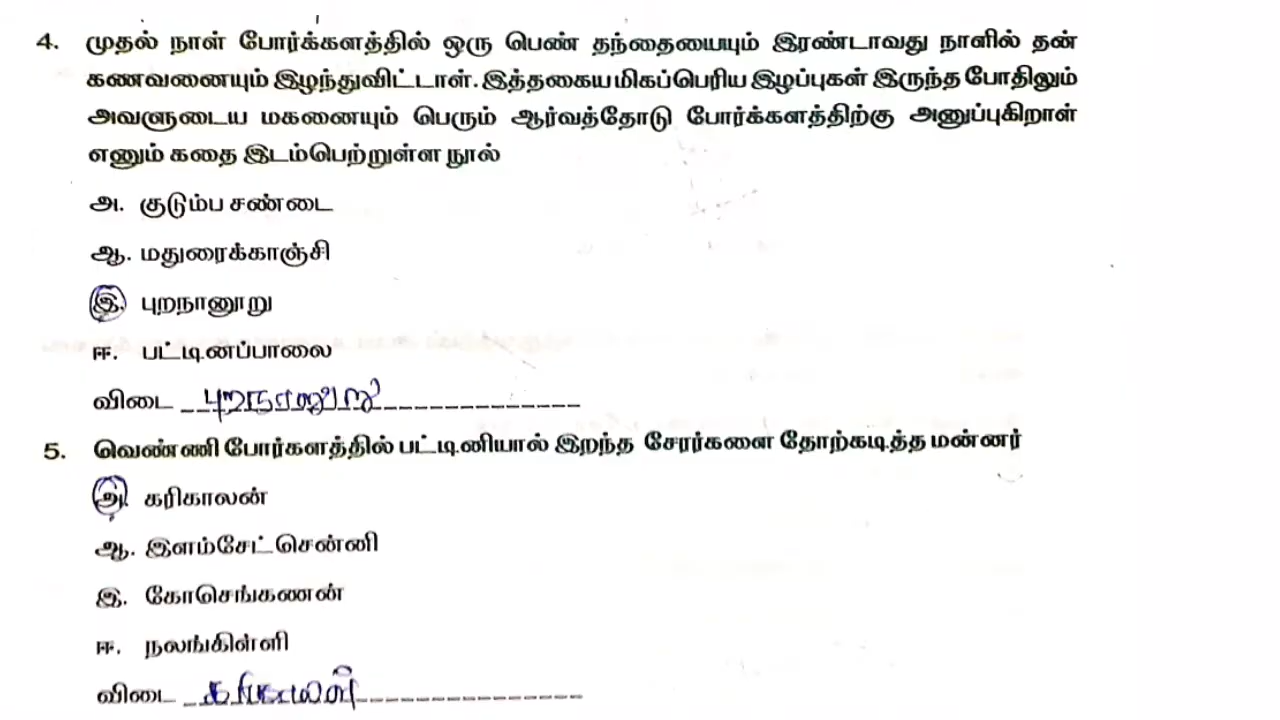 4. முதல் நாள் போர்க்களத்தில் ஒரு பெண் தந்தையையும் இரண்டாவது நாளில் தன்
கணவனையும் இழந்துவிட்டாள். இத்தகைய மிகப்பெரிய இழப்புகள் இருந்த போதிலும்
அவளுடைய மகனையும் பெரும் ஆர்வத்தோடு போர்க்களத்திற்கு அனுப்புகிறாள்
எனும் கதை இடம்பெற்றுள்ள நூல்
அ. குடும்ப சண்டை
ஆ. மதுரைக்காஞ்சி
இ. புறநானூறு
ஈ. பட்டினப்பாலை
விடை புறநானூறு
5. வெண்ணி போர்களத்தில் பட்டினியால் இறந்த சேரர்களை தோற்கடித்த மன்னர்
அ. கரிகாலன்
ஆ. இளம்சேட்சென்னி
இ. கோசெங்கணண்
ஈ. நலங்கிள்ளி
விடை கரிகாலன்